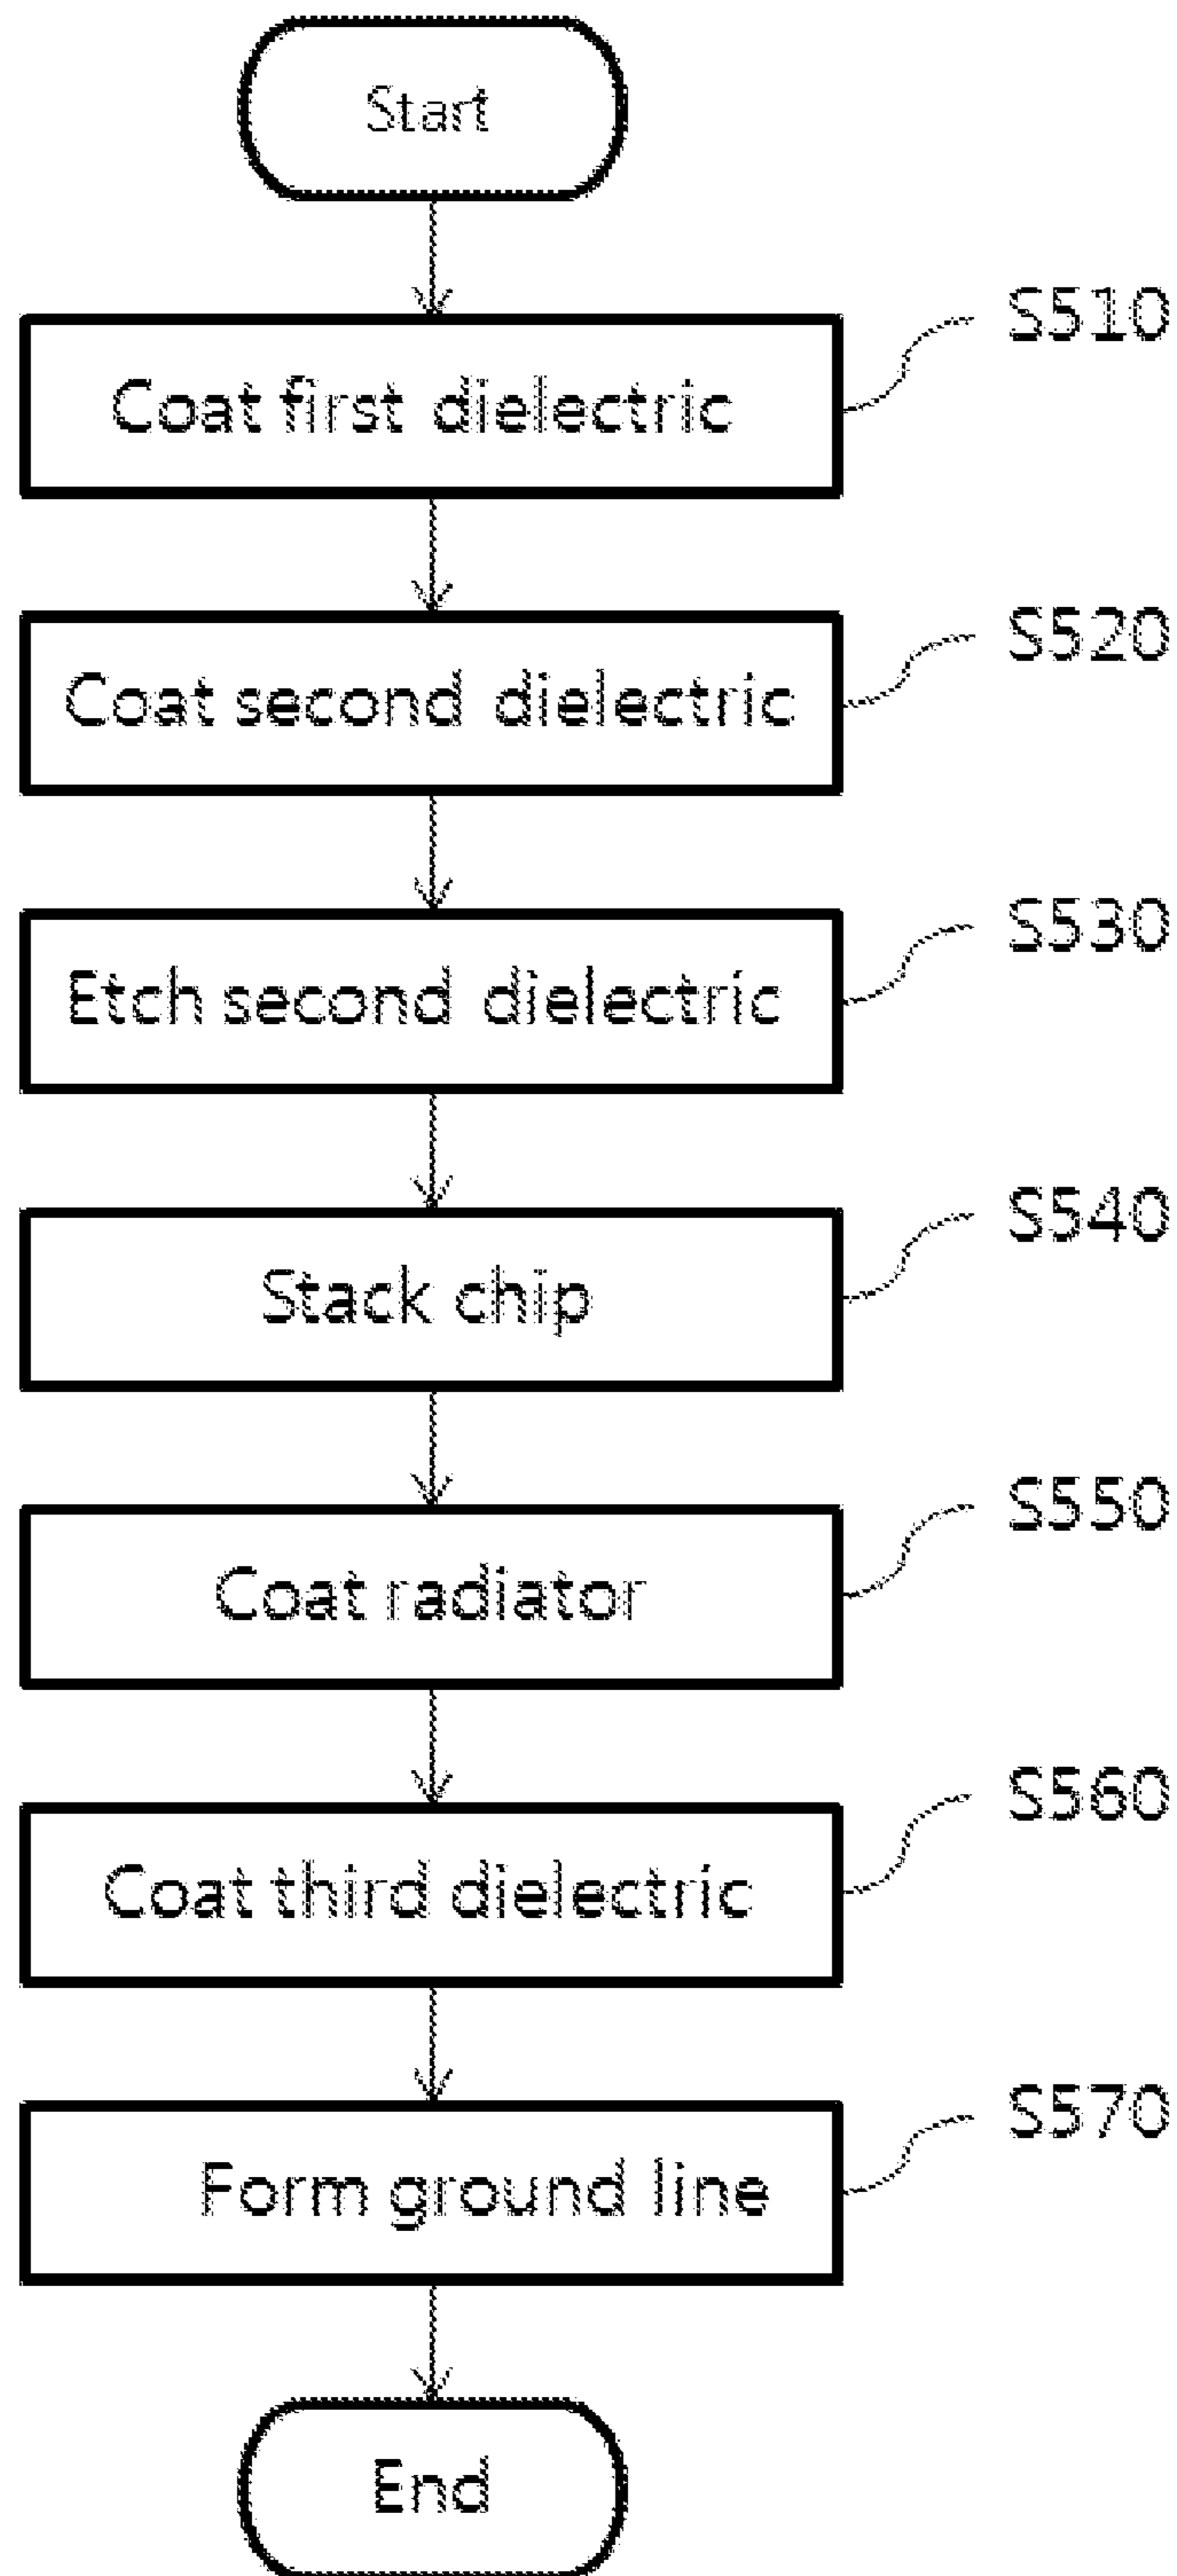 Start
S510
Coat first dielectric
S520
Coat second dielectric
S530
Etch second dielectric
S540
Stack chip
S550
Coat radiator
S560
Coat third dielectric
S570
Form ground line
End